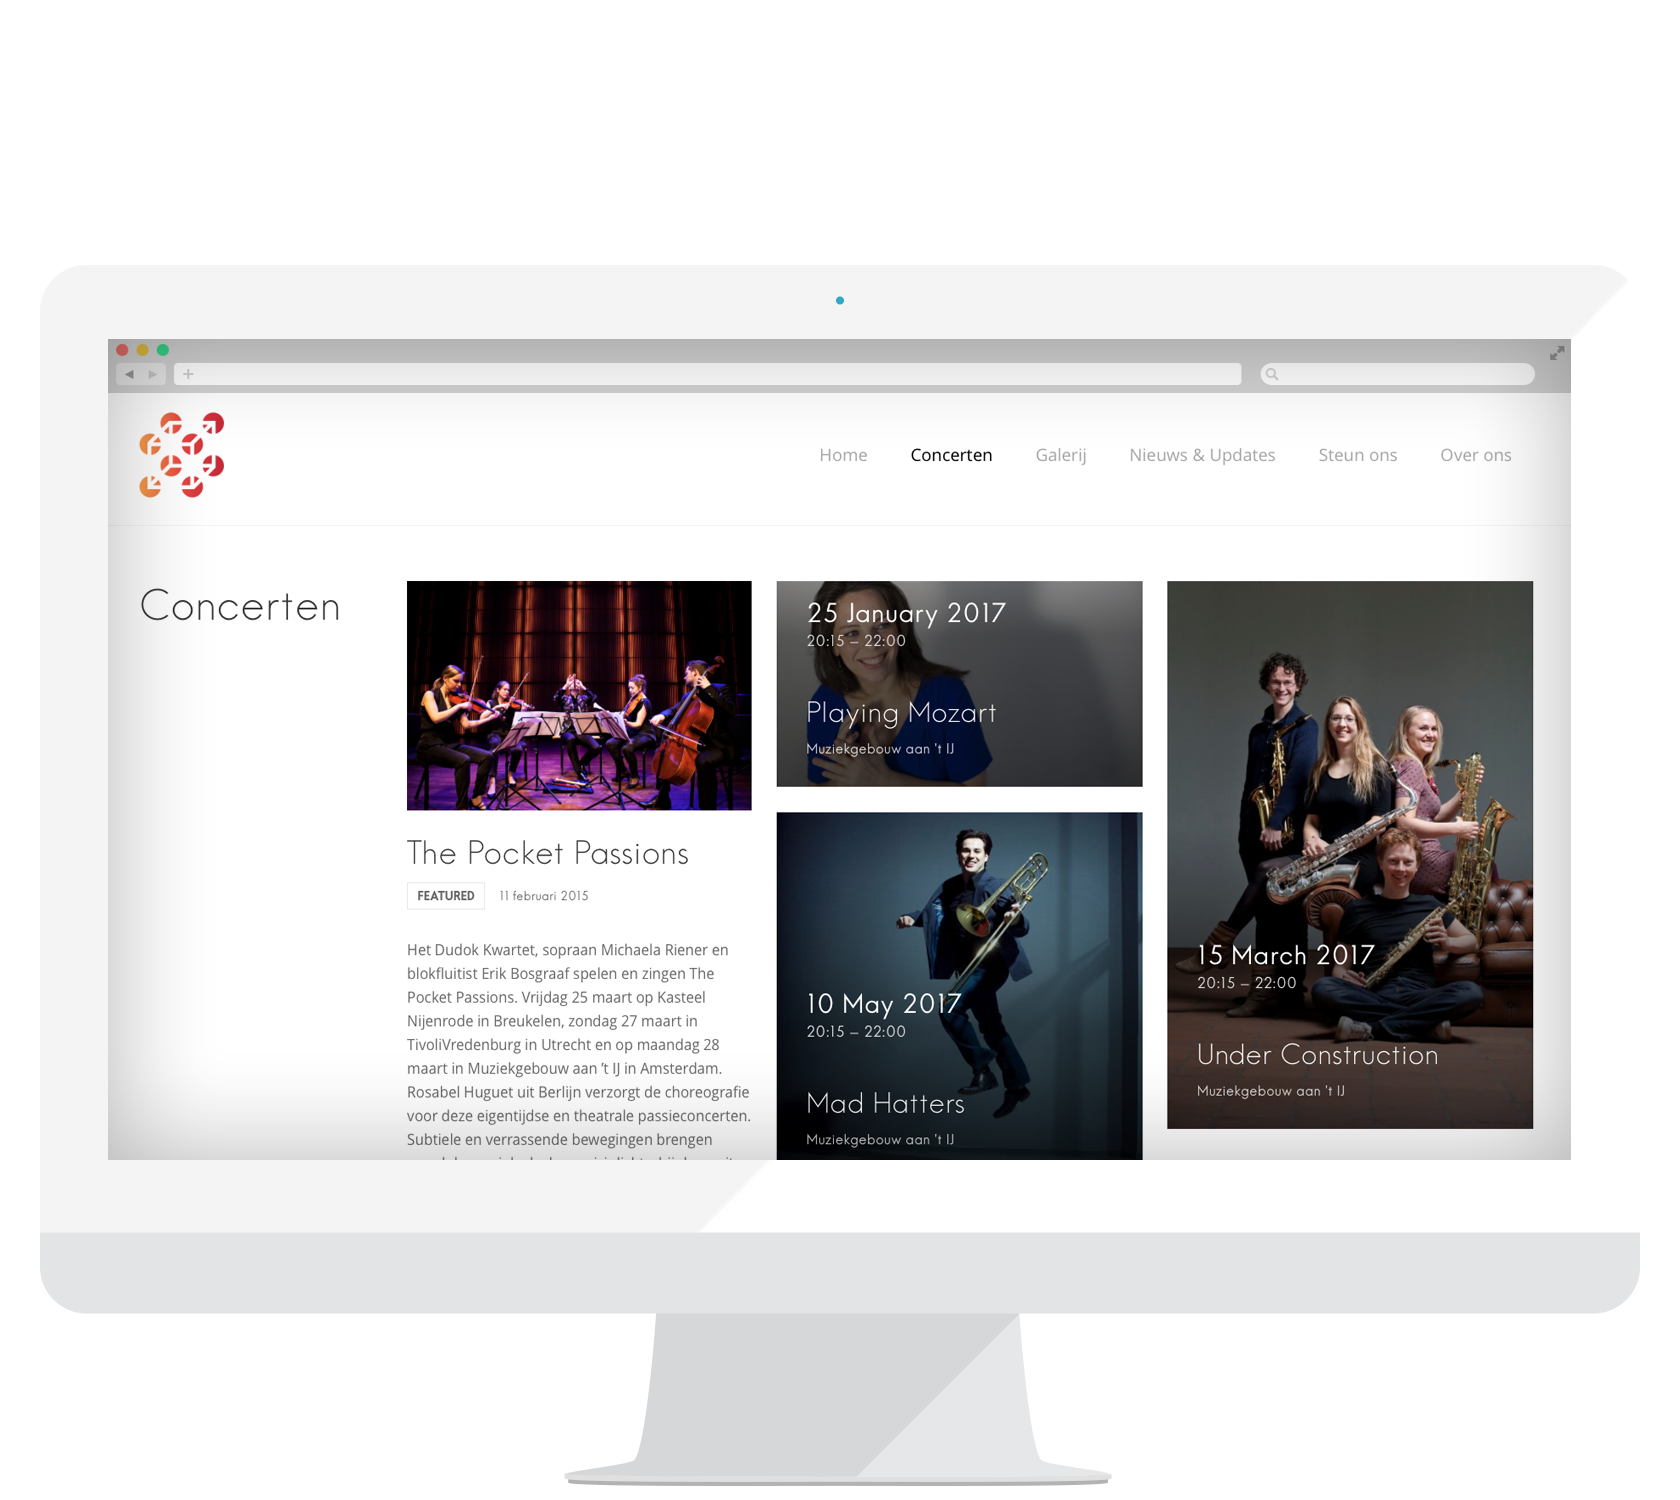 Home Concerten Galerij Nieuws & Updates Steun ons Over ons
Concerten
The Pocket Passions
FEATURED 11 februari 2015
Het Dudok Kwartet, sopraan Michaela Riener en
blokfluitist Erik Bosgraaf spelen en zingen The
Pocket Passions. Vrijdag 25 maart op Kasteel
Nijenrode in Breukelen, zondag 27 maart in
TivoliVredenburg in Utrecht en op maandag 28
maart in Muziekgebouw aan 't IJ in Amsterdam.
Rosabel Huguet uit Berlijn verzorgt de choreografie
voor deze eigentijdse en theatrale passieconcerten.
Subtiele en verrassende bewegingen brengen
25 January 2017
20:15 – 22:00
Playing Mozart
Muziekgebouw aan 't IJ
10 May 2017
20:15 – 22:00
Mad Hatters
Muziekgebouw aan 't IJ
15 March 2017
20:15 – 22:00
Under Construction
Muziekgebouw aan 't IJ